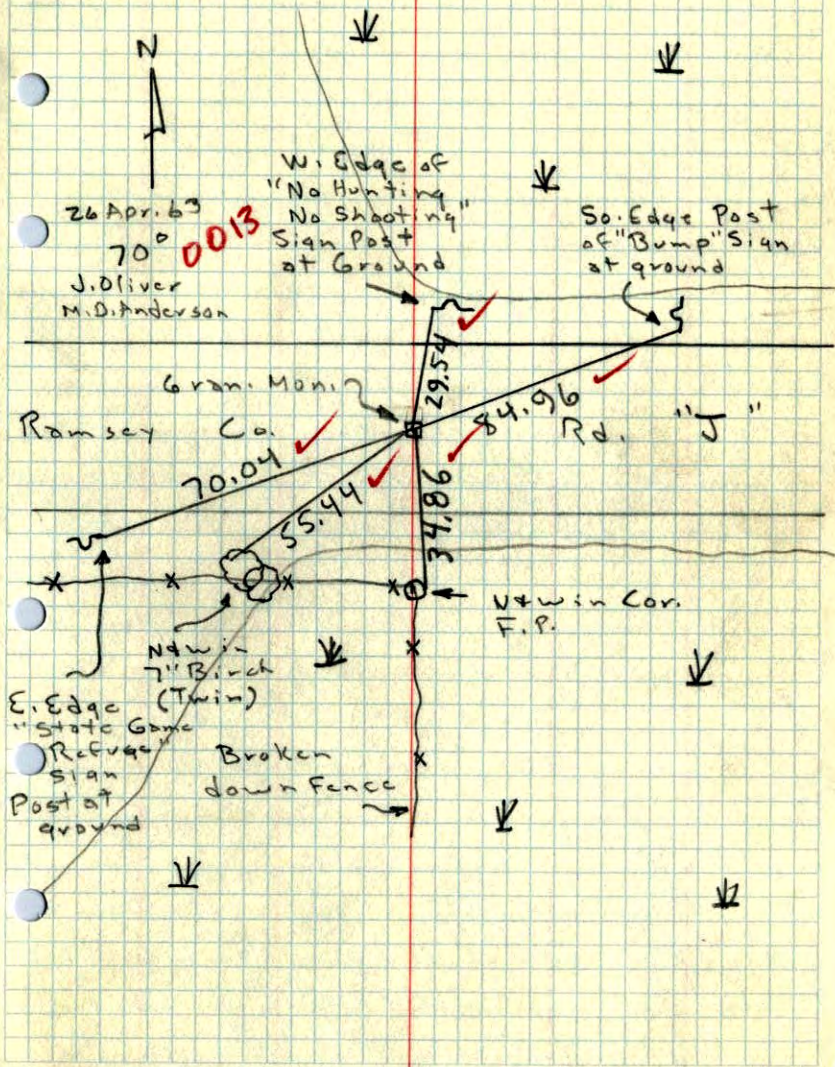 N
26 Apr. 63
70°
0013
J. Oliver
M.D. Anderson
W. Edge of
"No Hunting
No Shooting"
Sign Post
at Ground
So. Edge Post
of "Bump" Sign
at ground
Gran. Mon.
29.54
84.96
Ramsey Co. Rd. "J"
70.04
55.44
34.86
N & W in Cor.
F.P.
N & W in
7" Birch
(Twin)
E. Edge
"State Game
Refuge"
Sign
Post at
ground
Broken
down Fence